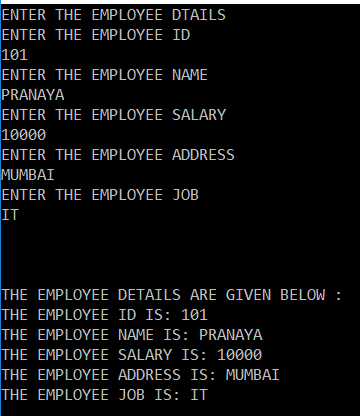 ENTER THE EMPLOYEE DTAILS
ENTER THE EMPLOYEE ID
101
ENTER THE EMPLOYEE NAME
PRANAYA
ENTER THE EMPLOYEE SALARY
10000
ENTER THE EMPLOYEE ADDRESS
MUMBAI
ENTER THE EMPLOYEE JOB
IT
THE EMPLOYEE DETAILS ARE GIVEN BELOW :
THE EMPLOYEE ID IS: 101
THE EMPLOYEE NAME IS: PRANAYA
THE EMPLOYEE SALARY IS: 10000
THE EMPLOYEE ADDRESS IS: MUMBAI
THE EMPLOYEE JOB IS: IT